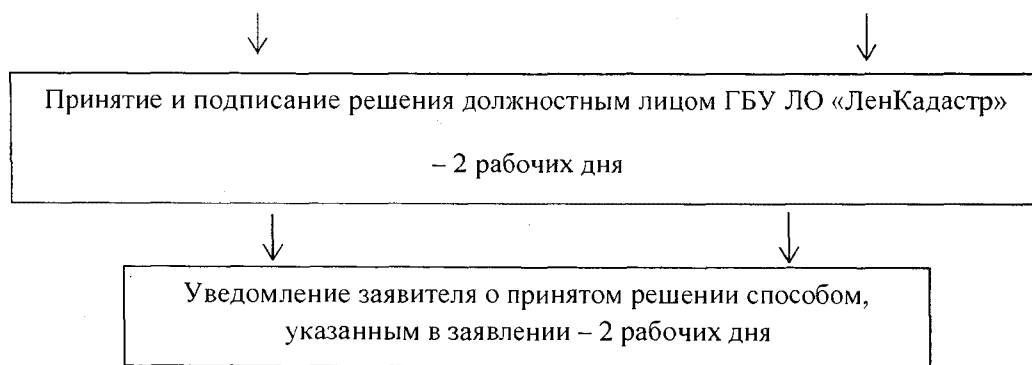 Принятие и подписание решения должностным лицом ГБУ ЛО «ЛенКадастр»
– 2 рабочих дня
Уведомление заявителя о принятом решении способом,
указанным в заявлении – 2 рабочих дня